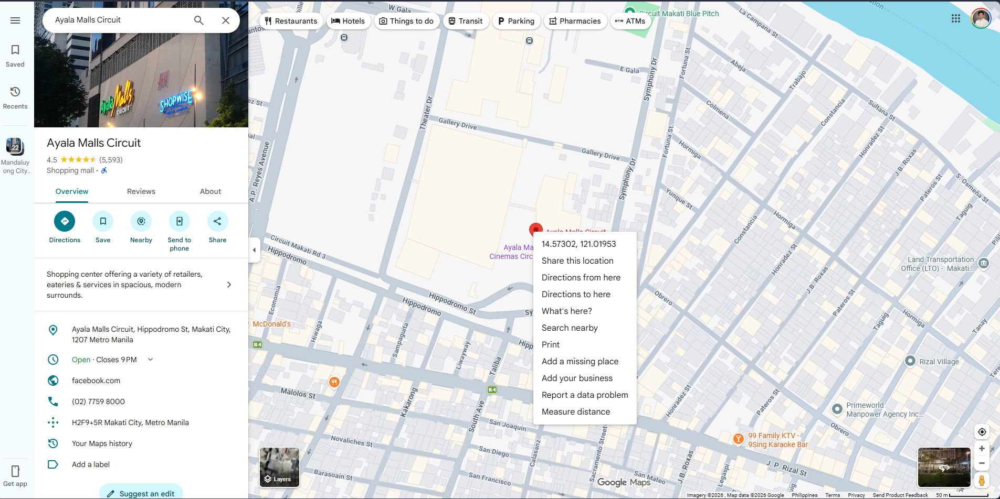 Ayala Malls Circuit
Saved
Recents
22
Mandaluy
ong City..
Get app
Ayala Malls
CIRCUIT
H&M
SHOPWISE
Ayala Malls Circuit
4.5
(5,593)
Shopping mall ·
Overview
Reviews
About
Directions
Save
Nearby
Send to
phone
Share
Shopping center offering a variety of retailers,
eateries & services in spacious, modern
surrounds.
Ayala Malls Circuit, Hippodromo St, Makati City,
1207 Metro Manila
Open · Closes 9 PM
facebook.com
(02) 7759 8000
H2F9+5R Makati City, Metro Manila
Your Maps history
Add a label
Suggest an edit
Restaurants
Hotels
Things to do
Transit
Parking
Pharmacies
ATMs
W Gala
Circuit Makati Blue Pitch
La Campana St
E Gala
Symphony Dr
Fortuna St.
Abeja
Trabajo
Theater Dr
Gallery Drive
Colmena
Constancia
Sultana St
Honradez St
J.B. Roxas
A.P. Reyes Avenue
Gallery Drive
Fortuna St.
Hormiga
Symphony Dr
Pateros St
S. Osmeña St
Yunque St
Taguig
Constancia
Hormiga
Ayala Malls Circuit
Ayala Ma
Cinemas Circ
Circuit Makati Rd 3
Hippodromo
Honradez St
J.B. Roxas
Land Transportation
Office (LTO) - Makati...
14.57302, 121.01953
Share this location
Directions from here
Directions to here
What's here?
Search nearby
Print
Add a missing place
Add your business
Report a data problem
Measure distance
Economia
Hippodromo
Hippodromo St
Sy
Hipp
Obrero
Pateros St
Taguig
Hormiga
Tanay
McDonald's
R-4
Hiwaga
Sampaguita
Liwayway
Taliba
Rizal Village
Malolos St
R-4
Kakarong
South Ave
Honradez St
Pateros St
Primeworld
Manpower Agency Inc...
Obrero
San Joaquin
Novaliches St
San Diego
Calasanz
Sacramento Street
99 Family KTV -
9Sing Karaoke Bar
J. P. Rizal St
Barasoain St
San Francisco
San Mateo
J.B. Roxas
Legaspi
Layers
Google Maps
Imagery ©2026 , Map data ©2026 Google
Philippines
Terms
Privacy
Send Product Feedback
50 m